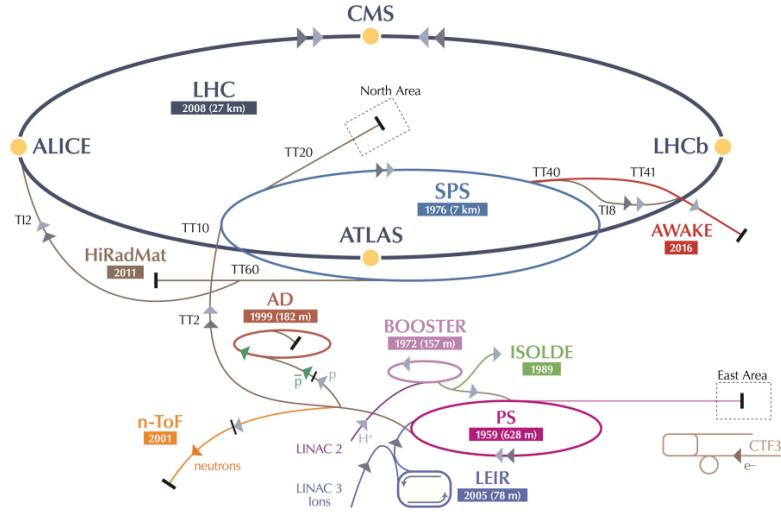 CMS
LHC
2008 (27 km)
North Area
ALICE
LHCb
TT20
TT40
TT41
SPS
1976 (7 km)
TI8
TI2
TT10
AWAKE
2016
ATLAS
HiRadMat
2011
TT60
AD
1999 (182 m)
TT2
BOOSTER
1972 (157 m)
ISOLDE
1989
p̅
p
East Area
n-ToF
2001
PS
1959 (628 m)
H⁺
LINAC 2
neutrons
CTF3
e–
LINAC 3
Ions
LEIR
2005 (78 m)